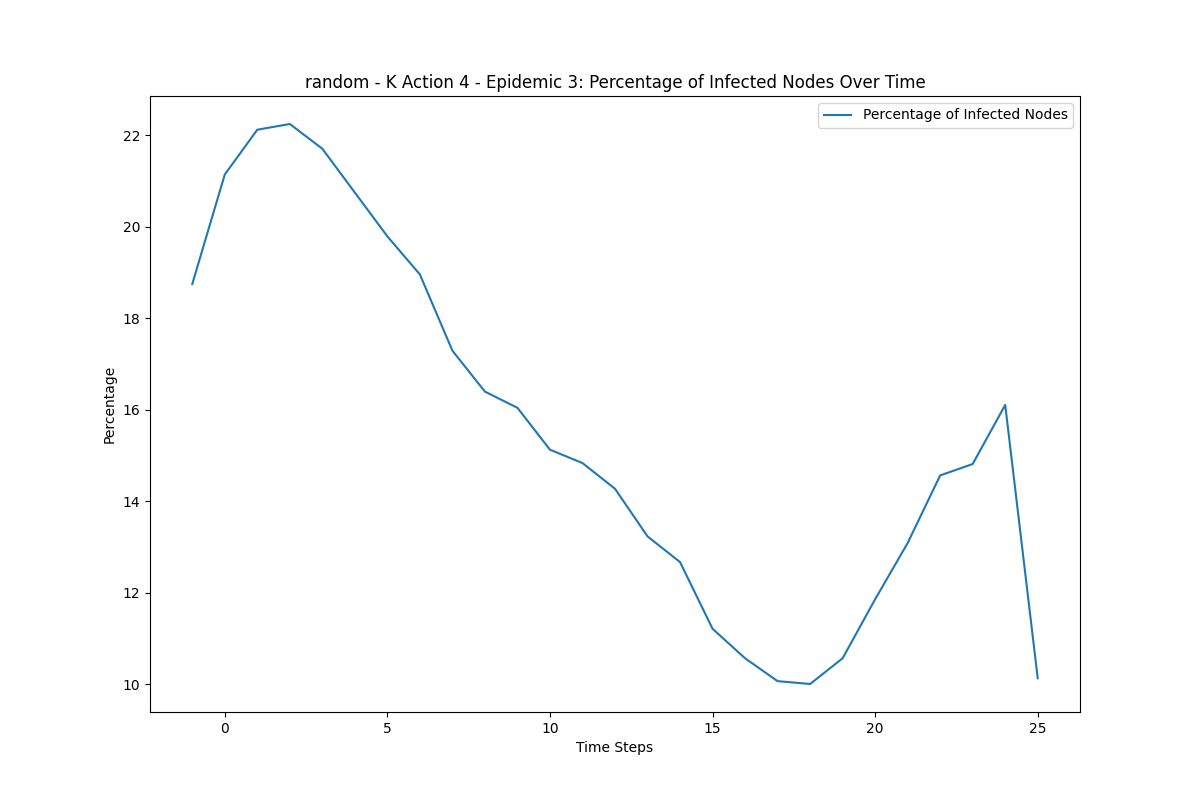 random - K Action 4 - Epidemic 3: Percentage of Infected Nodes Over Time
Percentage of Infected Nodes
22
20
18
16
14
12
10
Percentage
0 5 10 15 20 25
Time Steps